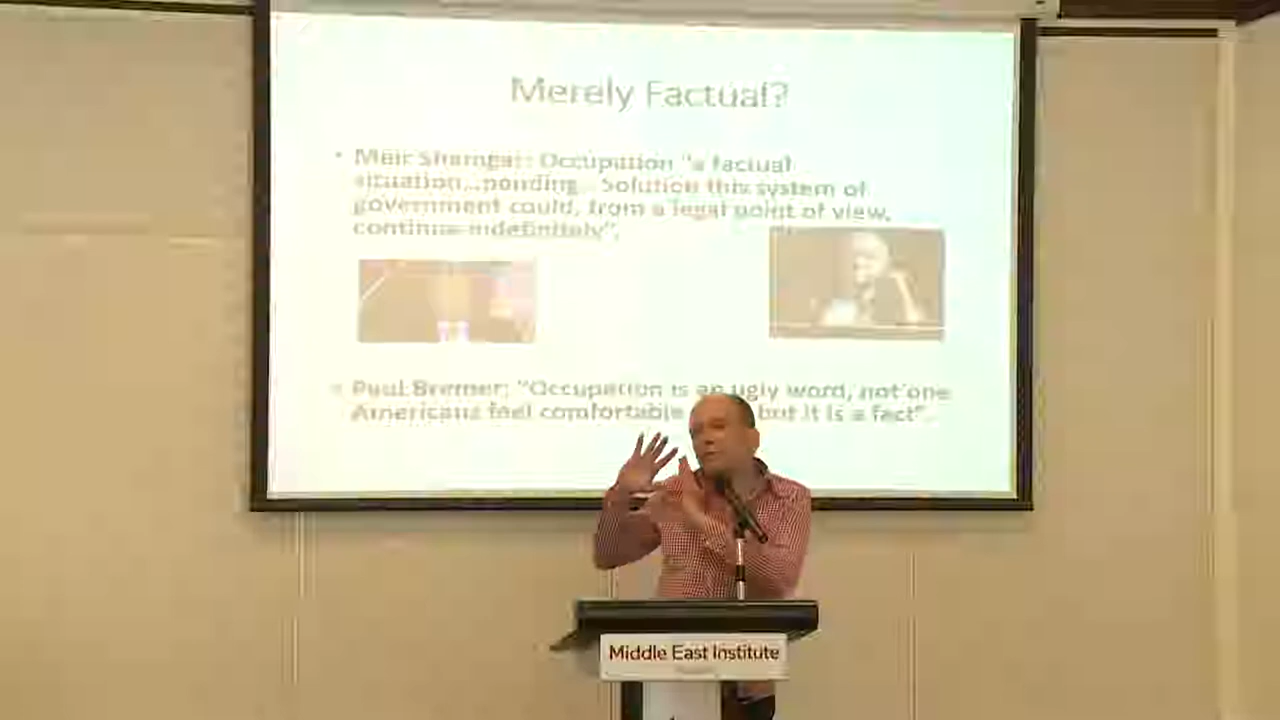 Merely Factual?
• Meir Shamgar: Occupation "a factual
situation...pending.. Solution this system of
government could, from a legal point of view,
continue indefinitely".
• Paul Bremer: "Occupation is an ugly word, not one
Americans feel comfortable but it is a fact".
Middle East Institute